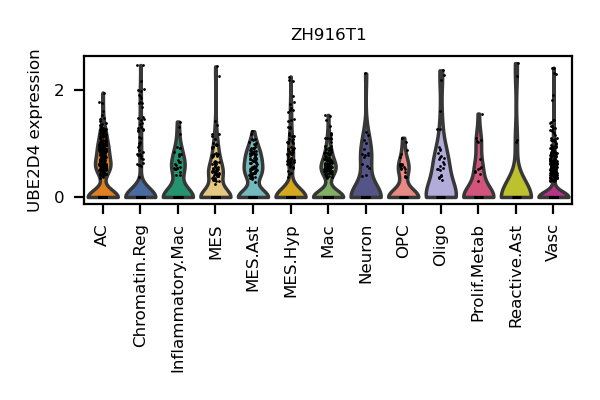 ZH916T1
UBE2D4 expression
2
0
AC
Chromatin.Reg
Inflammatory.Mac
MES
MES.Ast
MES.Hyp
Mac
Neuron
OPC
Oligo
Prolif.Metab
Reactive.Ast
Vasc